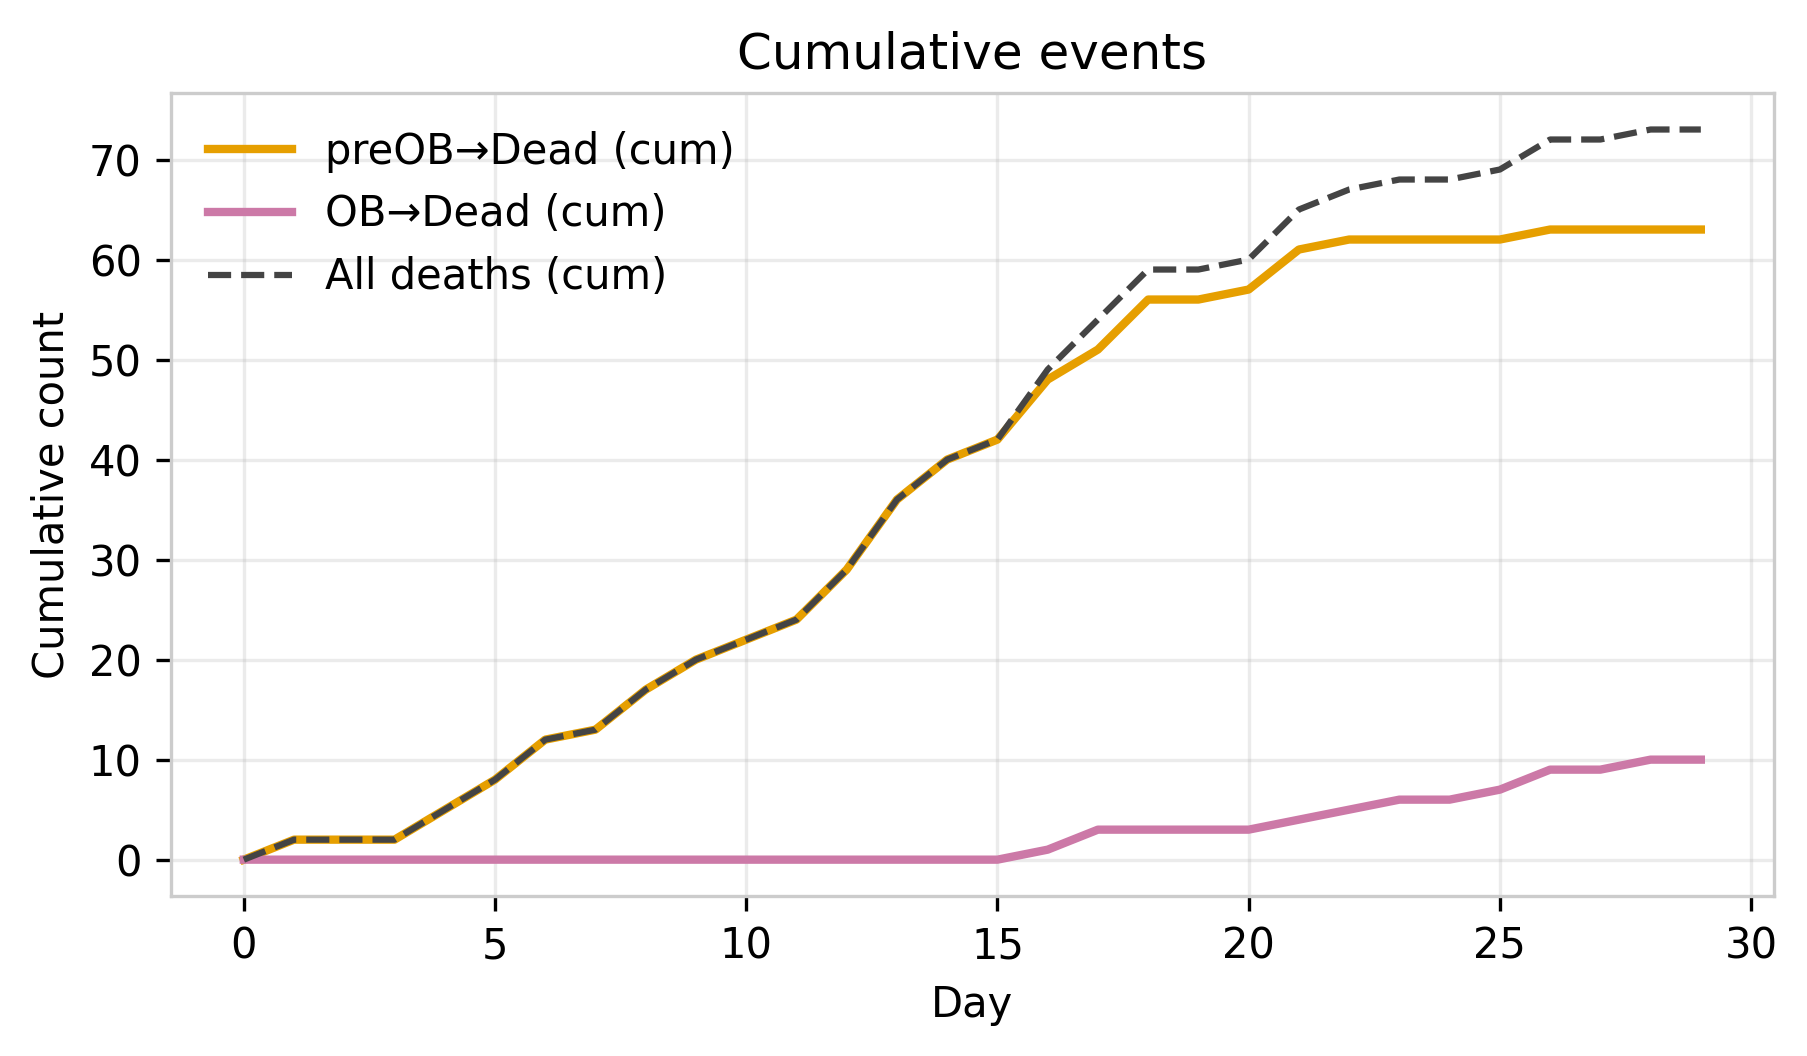 Cumulative events
preOB→Dead (cum)
OB→Dead (cum)
All deaths (cum)
Cumulative count
70
60
50
40
30
20
10
0
0 5 10 15 20 25 30
Day